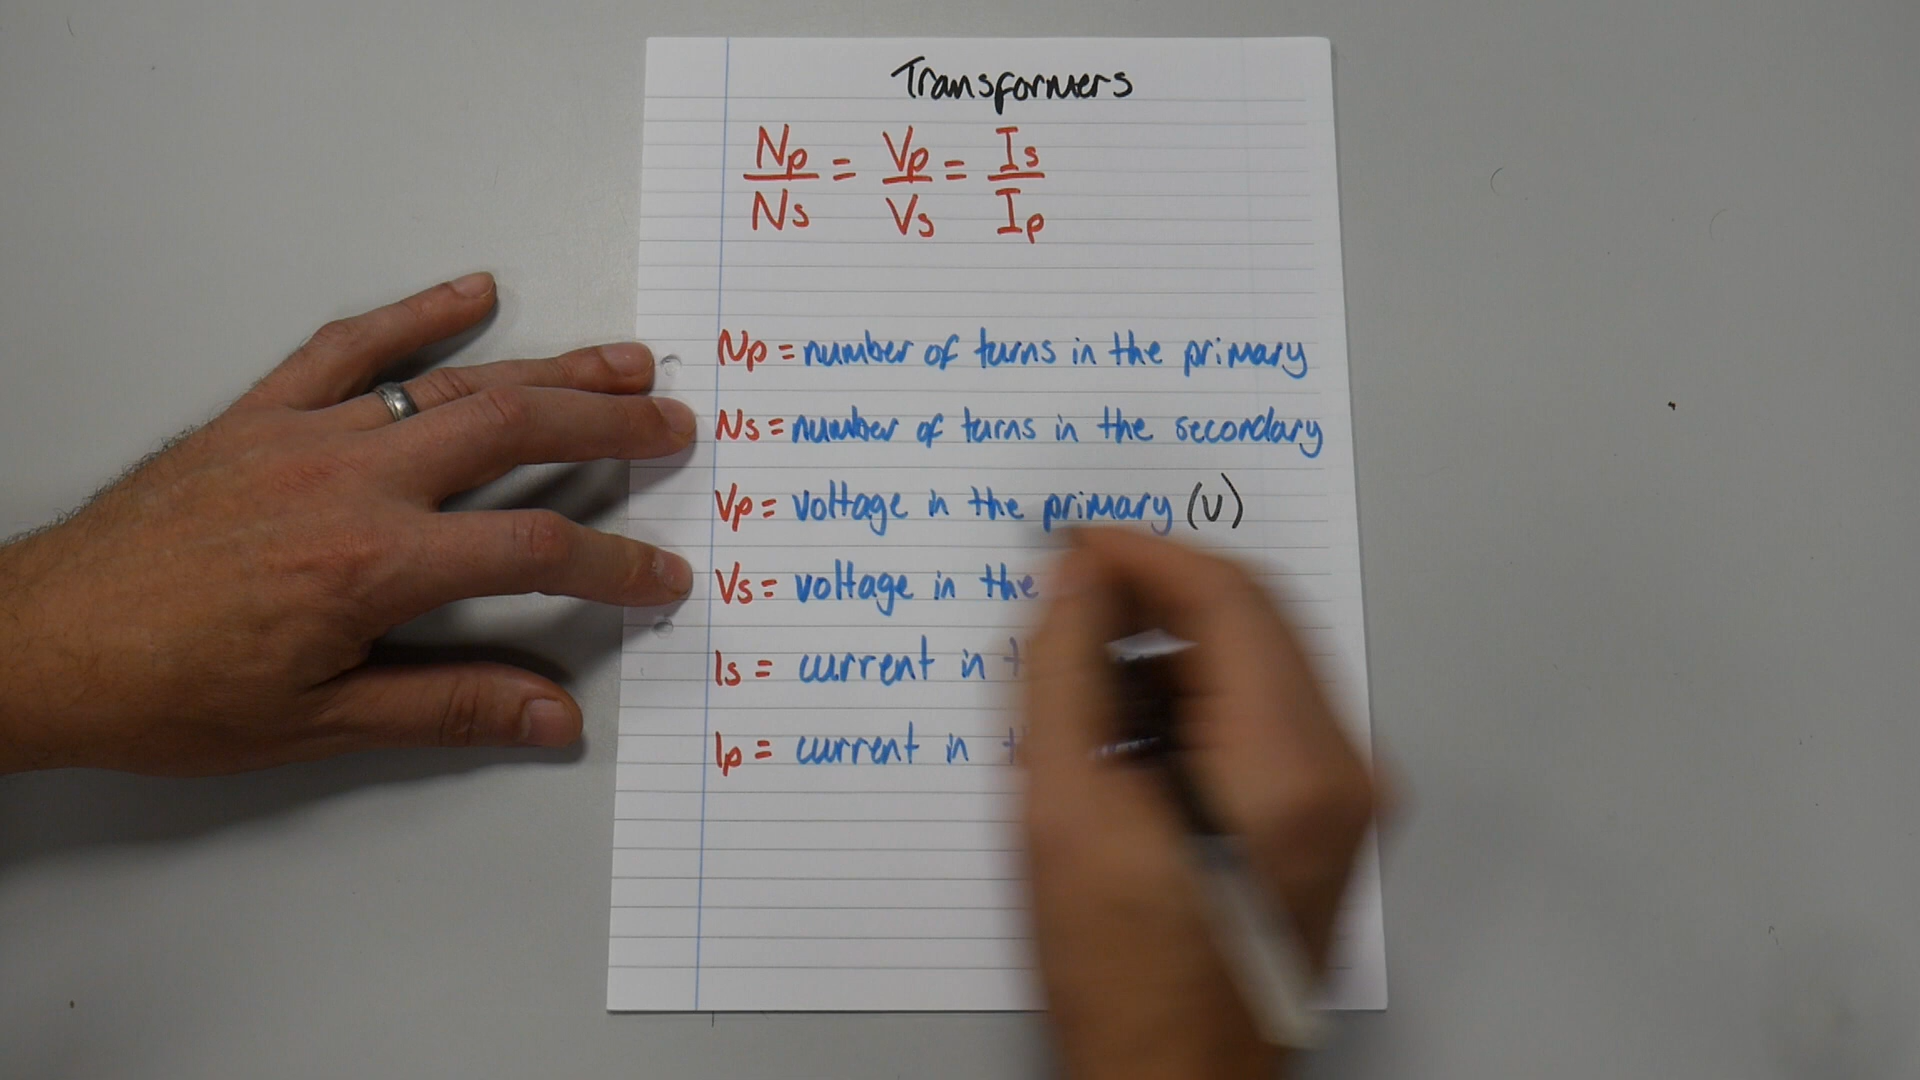 Transformers
Np = Vp = Is
Ns Vs Ip
Np = number of turns in the primary
Ns = number of turns in the secondary
Vp = voltage in the primary (V)
Vs = voltage in the
Is = current in
Ip = current in